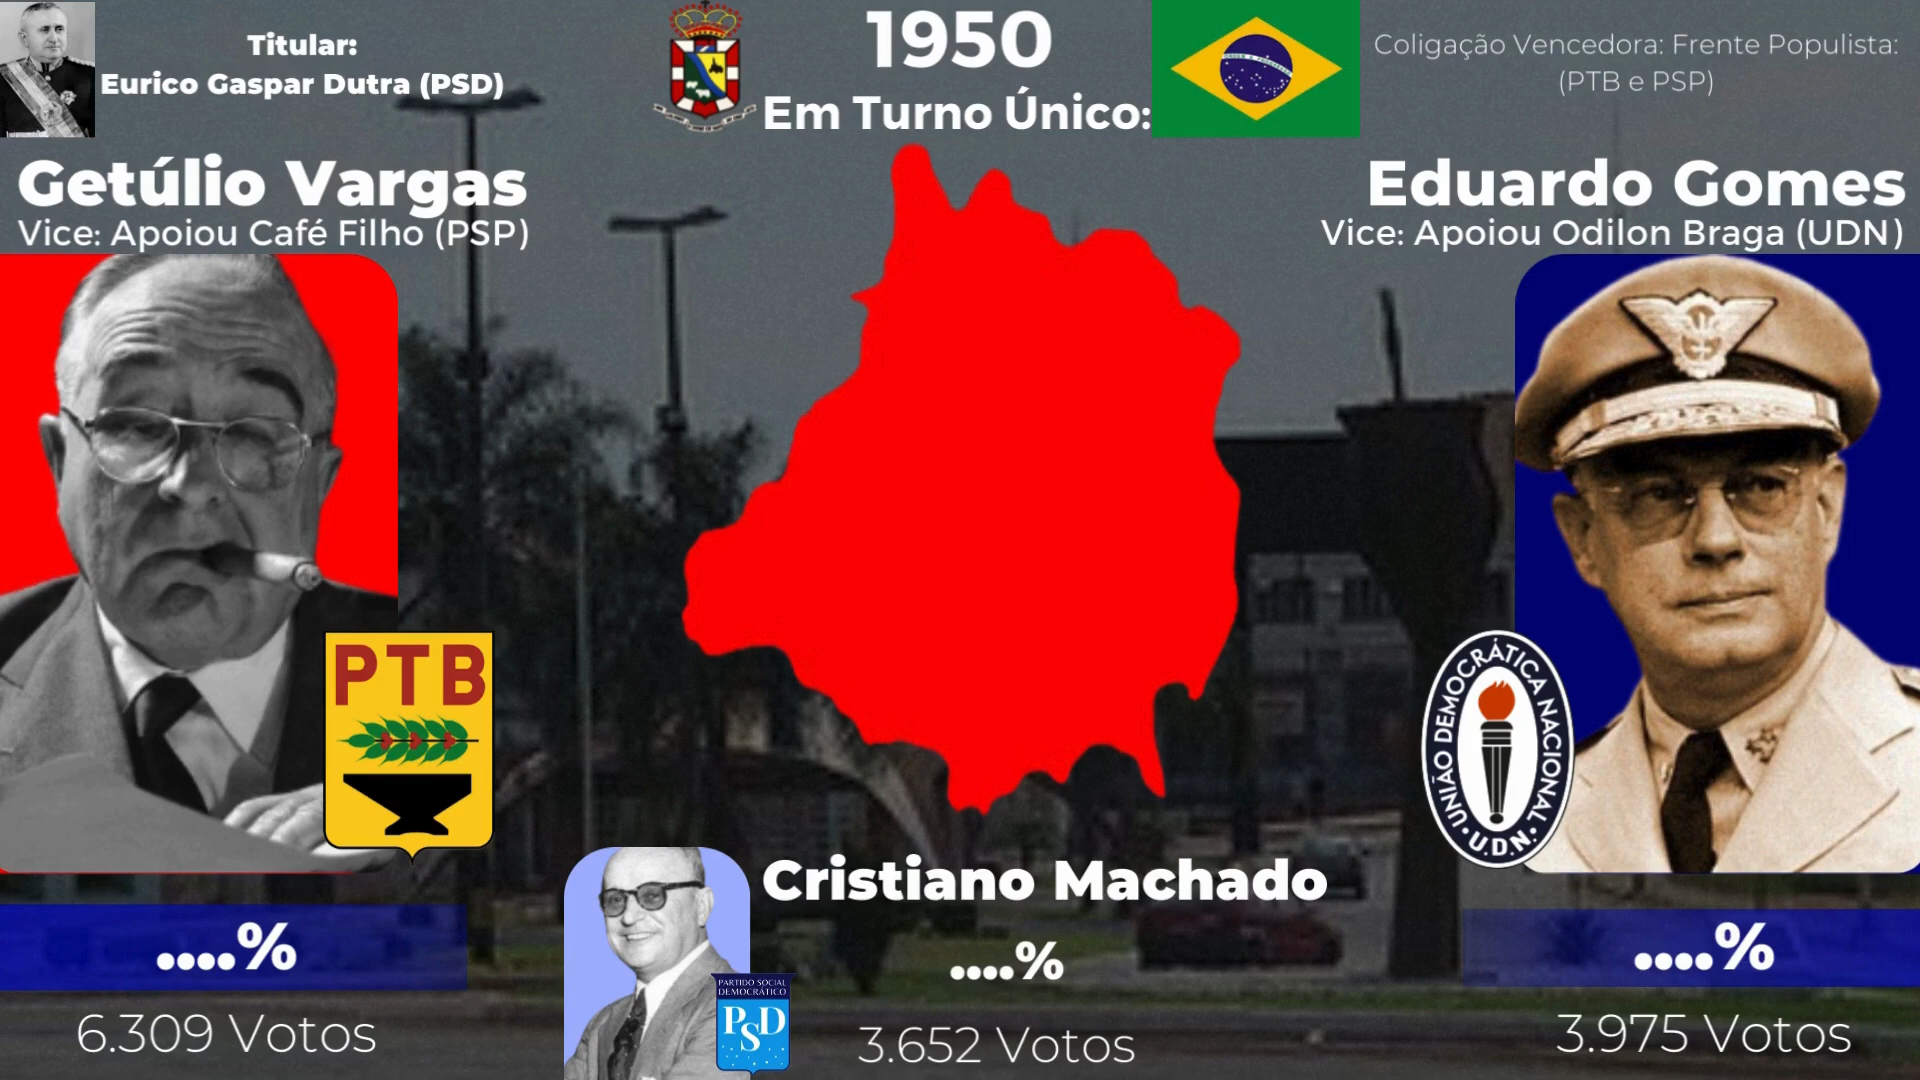 Titular:
Eurico Gaspar Dutra (PSD)
1950
Em Turno Único:
Coligação Vencedora: Frente Populista:
(PTB e PSP)
Getúlio Vargas
Vice: Apoiou Café Filho (PSP)
Eduardo Gomes
Vice: Apoiou Odilon Braga (UDN)
PTB
UNIÃO DEMOCRÁTICA NACIONAL
U.D.N.
....%
6.309 Votos
Cristiano Machado
....%
3.652 Votos
PARTIDO SOCIAL
DEMOCRÁTICO
PSD
....%
3.975 Votos